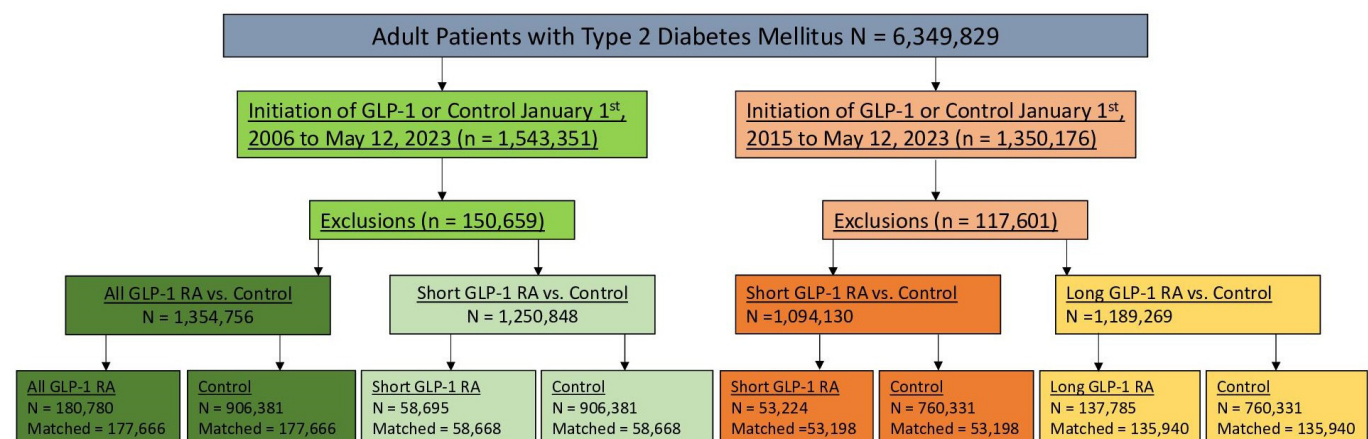 Adult Patients with Type 2 Diabetes Mellitus N = 6,349,829
Initiation of GLP-1 or Control January 1st,
2006 to May 12, 2023 (n = 1,543,351)
Initiation of GLP-1 or Control January 1st,
2015 to May 12, 2023 (n = 1,350,176)
Exclusions (n = 150,659)
Exclusions (n = 117,601)
All GLP-1 RA vs. Control
N = 1,354,756
Short GLP-1 RA vs. Control
N = 1,250,848
Short GLP-1 RA vs. Control
N =1,094,130
Long GLP-1 RA vs. Control
N =1,189,269
All GLP-1 RA
N = 180,780
Matched = 177,666
Control
N = 906,381
Matched = 177,666
Short GLP-1 RA
N = 58,695
Matched = 58,668
Control
N = 906,381
Matched = 58,668
Short GLP-1 RA
N = 53,224
Matched =53,198
Control
N = 760,331
Matched = 53,198
Long GLP-1 RA
N = 137,785
Matched = 135,940
Control
N = 760,331
Matched = 135,940